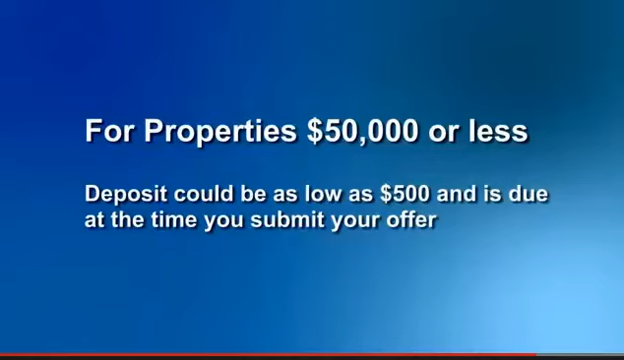 For Properties $50,000 or less
Deposit could be as low as $500 and is due
at the time you submit your offer